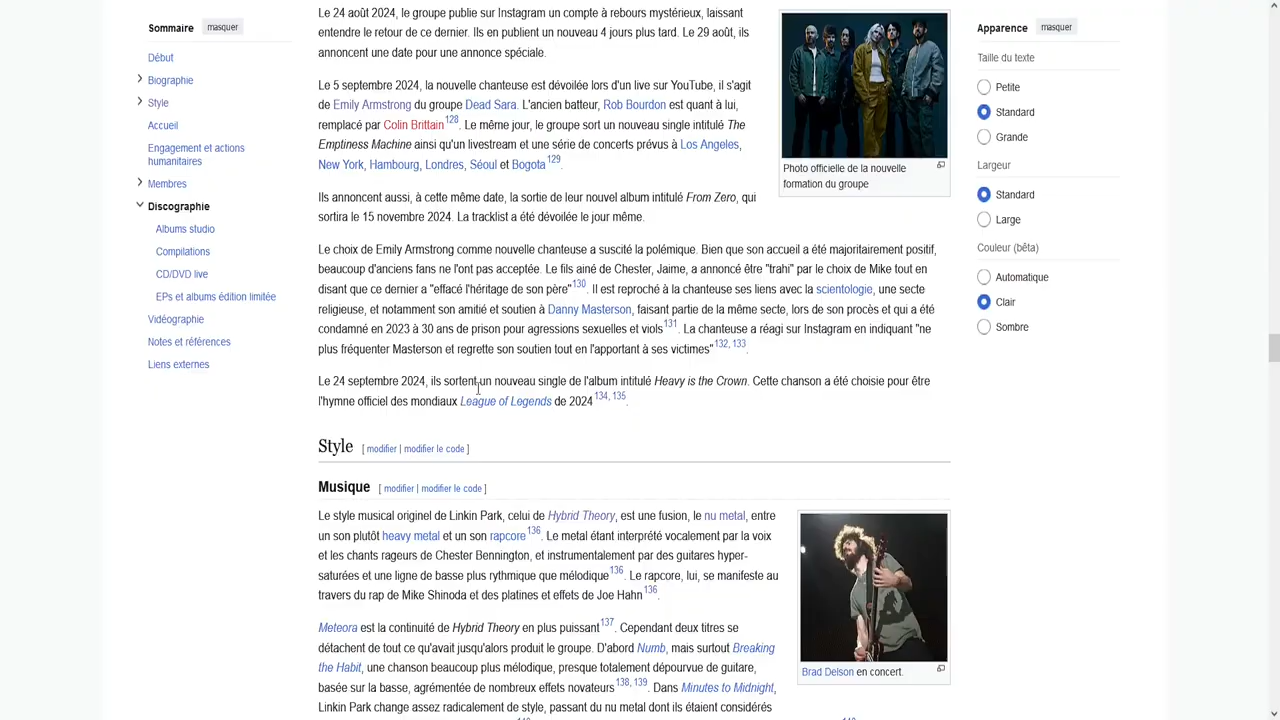 Sommaire masquer
Début
Biographie
Style
Accueil
Engagement et actions
humanitaires
Membres
Discographie
Albums studio
Compilations
CD/DVD live
EPs et albums édition limitée
Vidéographie
Notes et références
Liens externes
Le 24 août 2024, le groupe publie sur Instagram un compte à rebours mystérieux, laissant
entendre le retour de ce dernier. Ils en publient un nouveau 4 jours plus tard. Le 29 août, ils
annoncent une date pour une annonce spéciale.
Le 5 septembre 2024, la nouvelle chanteuse est dévoilée lors d'un live sur YouTube, il s'agit
de Emily Armstrong du groupe Dead Sara. L'ancien batteur, Rob Bourdon est quant à lui,
remplacé par Colin Brittain128. Le même jour, le groupe sort un nouveau single intitulé The
Emptiness Machine ainsi qu'un livestream et une série de concerts prévus à Los Angeles,
New York, Hambourg, Londres, Séoul et Bogota129.
Photo officielle de la nouvelle
formation du groupe
Ils annoncent aussi, à cette même date, la sortie de leur nouvel album intitulé From Zero, qui
sortira le 15 novembre 2024. La tracklist a été dévoilée le jour même.
Le choix de Emily Armstrong comme nouvelle chanteuse a suscité la polémique. Bien que son accueil a été majoritairement positif,
beaucoup d'anciens fans ne l'ont pas acceptée. Le fils ainé de Chester, Jaime, a annoncé être "trahi" par le choix de Mike tout en
disant que ce dernier a "effacé l'héritage de son père"130. Il est reproché à la chanteuse ses liens avec la scientologie, une secte
religieuse, et notamment son amitié et soutien à Danny Masterson, faisant partie de la même secte, lors de son procès et qui a été
condamné en 2023 à 30 ans de prison pour agressions sexuelles et viols131. La chanteuse a réagi sur Instagram en indiquant "ne
plus fréquenter Masterson et regrette son soutien tout en l'apportant à ses victimes"132, 133.
Le 24 septembre 2024, ils sortent un nouveau single de l'album intitulé Heavy is the Crown. Cette chanson a été choisie pour être
l'hymne officiel des mondiaux League of Legends de 2024134, 135.
Style [ modifier | modifier le code ]
Musique [ modifier | modifier le code ]
Le style musical originel de Linkin Park, celui de Hybrid Theory, est une fusion, le nu metal, entre
un son plutôt heavy metal et un son rapcore136. Le metal étant interprété vocalement par la voix
et les chants rageurs de Chester Bennington, et instrumentalement par des guitares hyper-
saturées et une ligne de basse plus rythmique que mélodique136. Le rapcore, lui, se manifeste au
travers du rap de Mike Shinoda et des platines et effets de Joe Hahn136.
Meteora est la continuité de Hybrid Theory en plus puissant137. Cependant deux titres se
détachent de tout ce qu'avait jusqu'alors produit le groupe. D'abord Numb, mais surtout Breaking
the Habit, une chanson beaucoup plus mélodique, presque totalement dépourvue de guitare,
basée sur la basse, agrémentée de nombreux effets novateurs138, 139. Dans Minutes to Midnight,
Linkin Park change assez radicalement de style, passant du nu metal dont ils étaient considérés
Brad Delson en concert.
Apparence masquer
Taille du texte
Petite
Standard
Grande
Largeur
Standard
Large
Couleur (bêta)
Automatique
Clair
Sombre